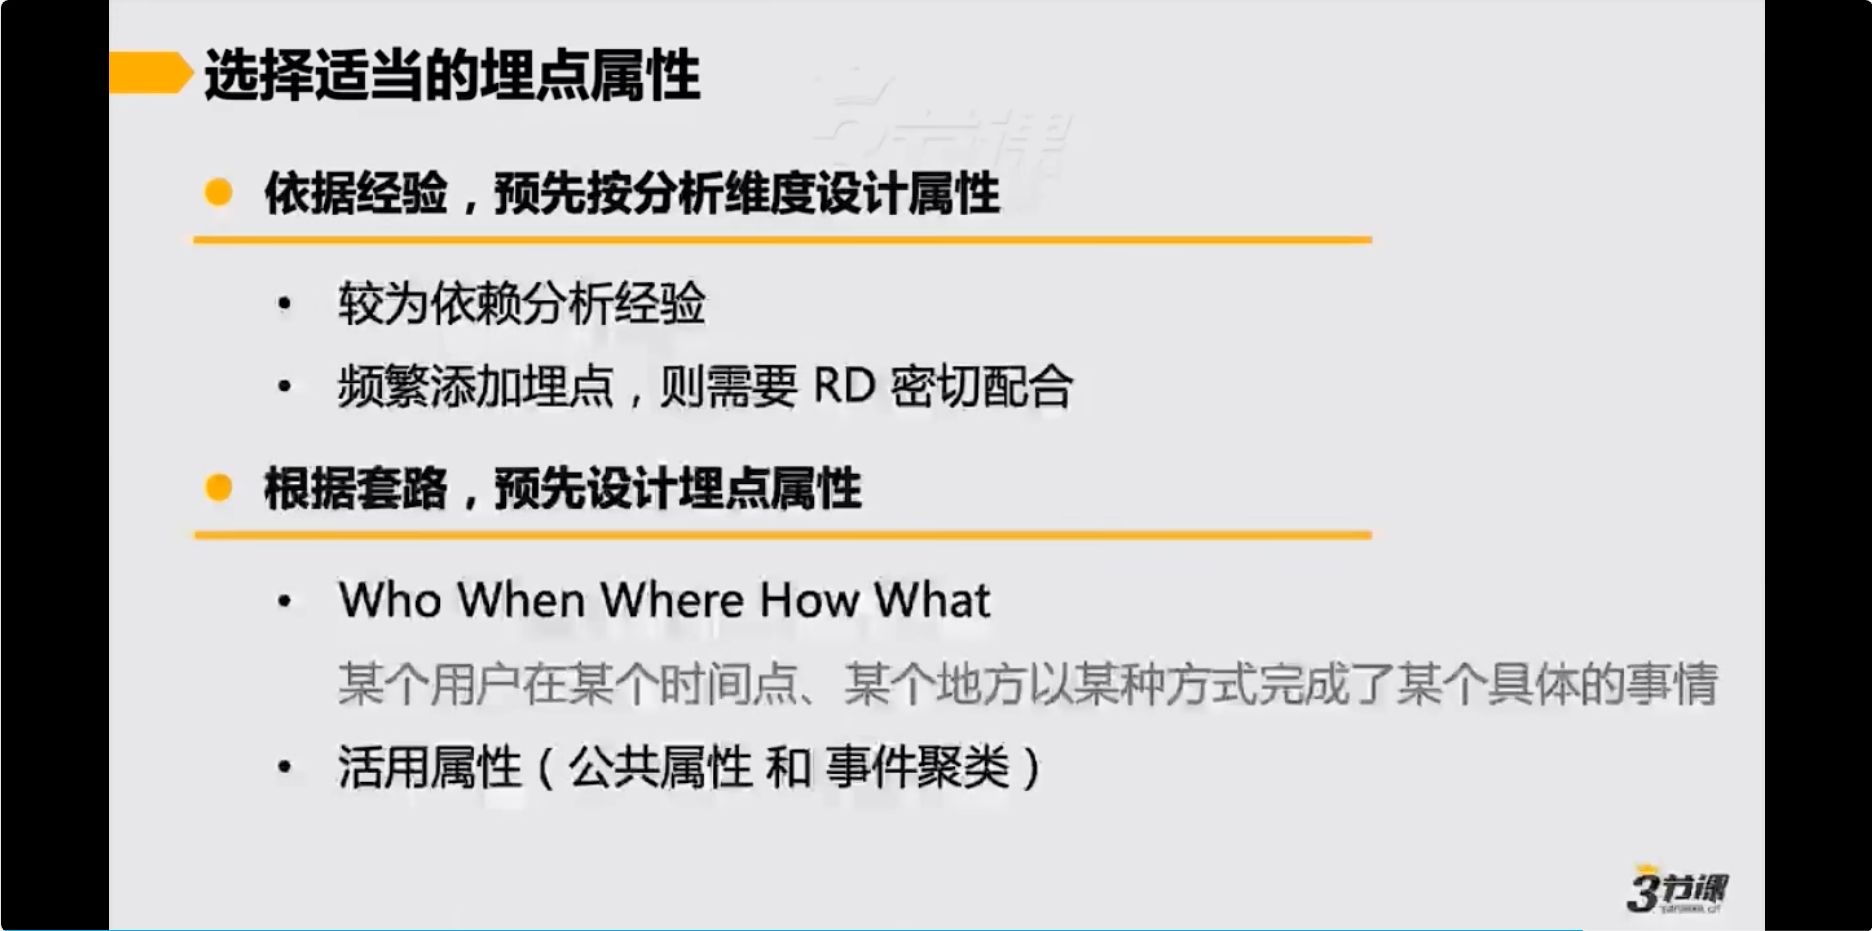 选择适当的埋点属性
3节课
依据经验，预先按分析维度设计属性
• 较为依赖分析经验
• 频繁添加埋点，则需要 RD 密切配合
根据套路，预先设计埋点属性
• Who When Where How What
某个用户在某个时间点、某个地方以某种方式完成了某个具体的事情
• 活用属性（公共属性 和 事件聚类）
3节课